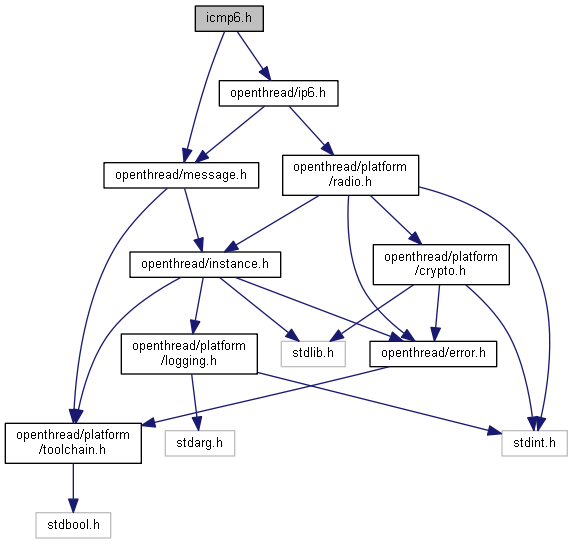 icmp6.h
openthread/ip6.h
openthread/message.h
openthread/platform
/radio.h
openthread/instance.h
openthread/platform
/crypto.h
openthread/platform
/logging.h
stdlib.h
openthread/error.h
openthread/platform
/toolchain.h
stdarg.h
stdint.h
stdbool.h